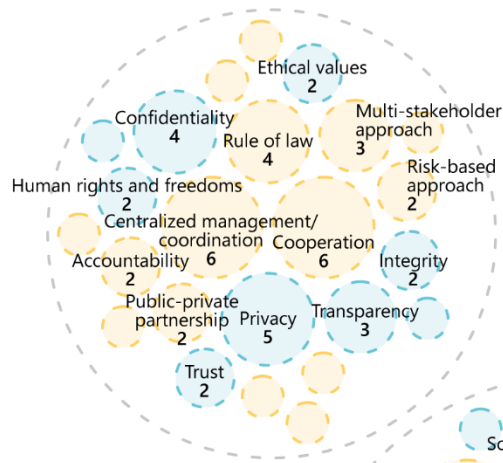 Ethical values
2
Confidentiality
4
Multi-stakeholder
approach
3
Rule of law
4
Risk-based
approach
2
Human rights and freedoms
2
Centralized management/
coordination
6
Cooperation
6
Accountability
2
Integrity
2
Public-private
partnership
2
Privacy
5
Transparency
3
Trust
2